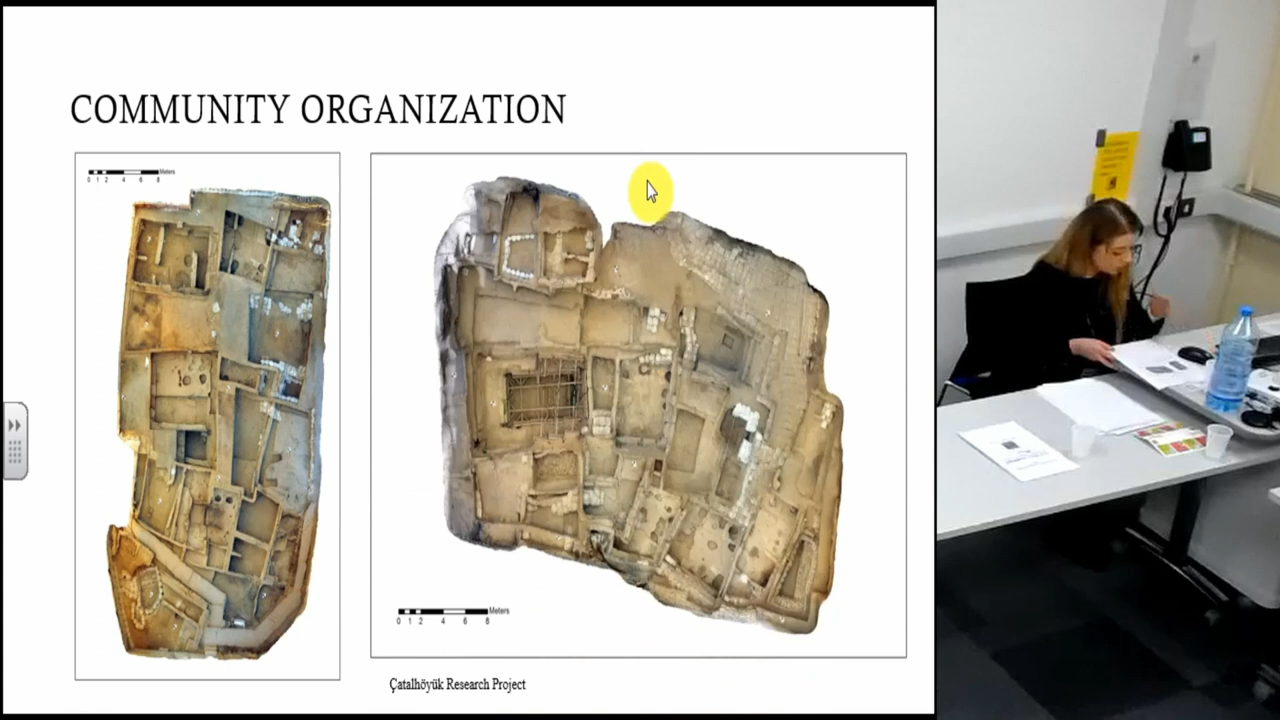 COMMUNITY ORGANIZATION
Meters
0 1 2 4 6 8
Meters
0 1 2 4 6 8
Çatalhöyük Research Project